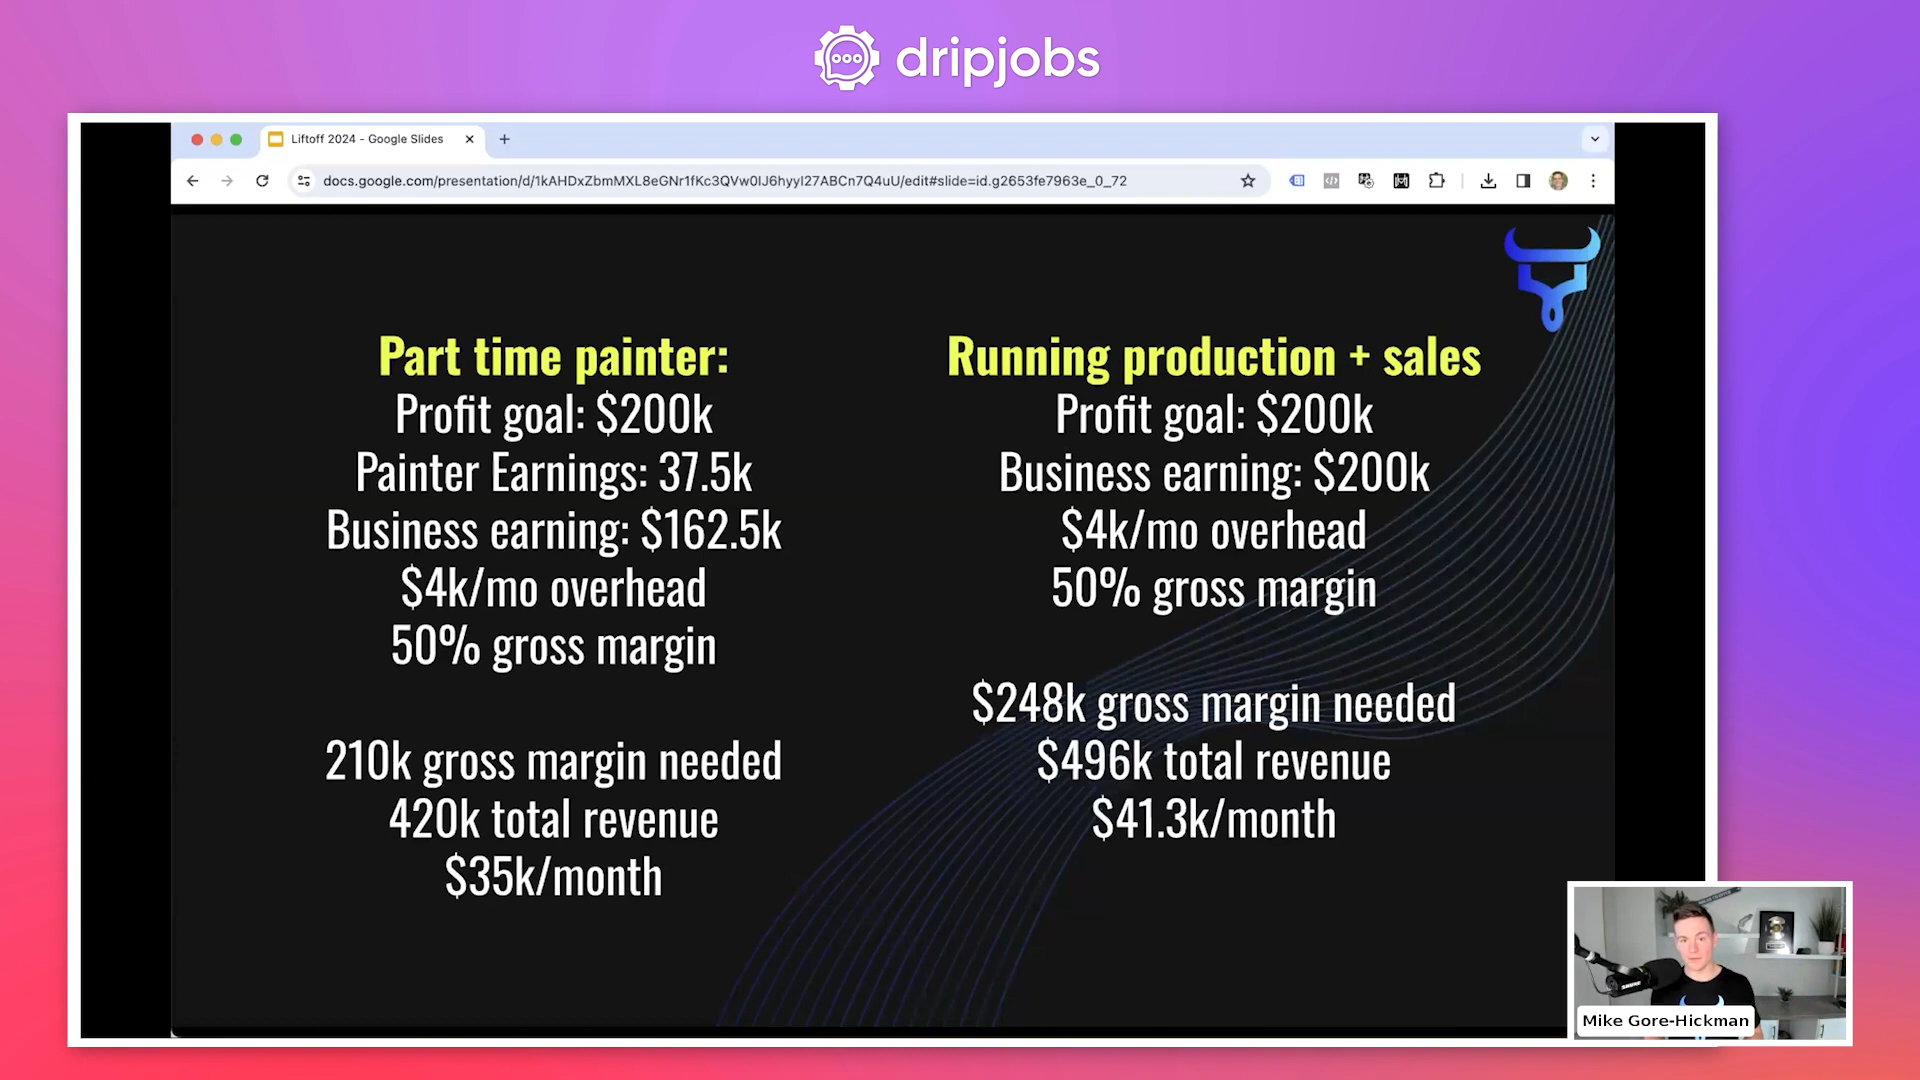 dripjobs
Liftoff 2024 - Google Slides
docs.google.com/presentation/d/1kAHDxZbmMXL8eGNr1fKc3QVw0IJ6hyyI27ABCn7Q4uU/edit#slide=id.g2653fe7963e_0_72
Part time painter:
Profit goal: $200k
Painter Earnings: 37.5k
Business earning: $162.5k
$4k/mo overhead
50% gross margin
210k gross margin needed
420k total revenue
$35k/month
Running production + sales
Profit goal: $200k
Business earning: $200k
$4k/mo overhead
50% gross margin
$248k gross margin needed
$496k total revenue
$41.3k/month
SHURE
Mike Gore-Hickman